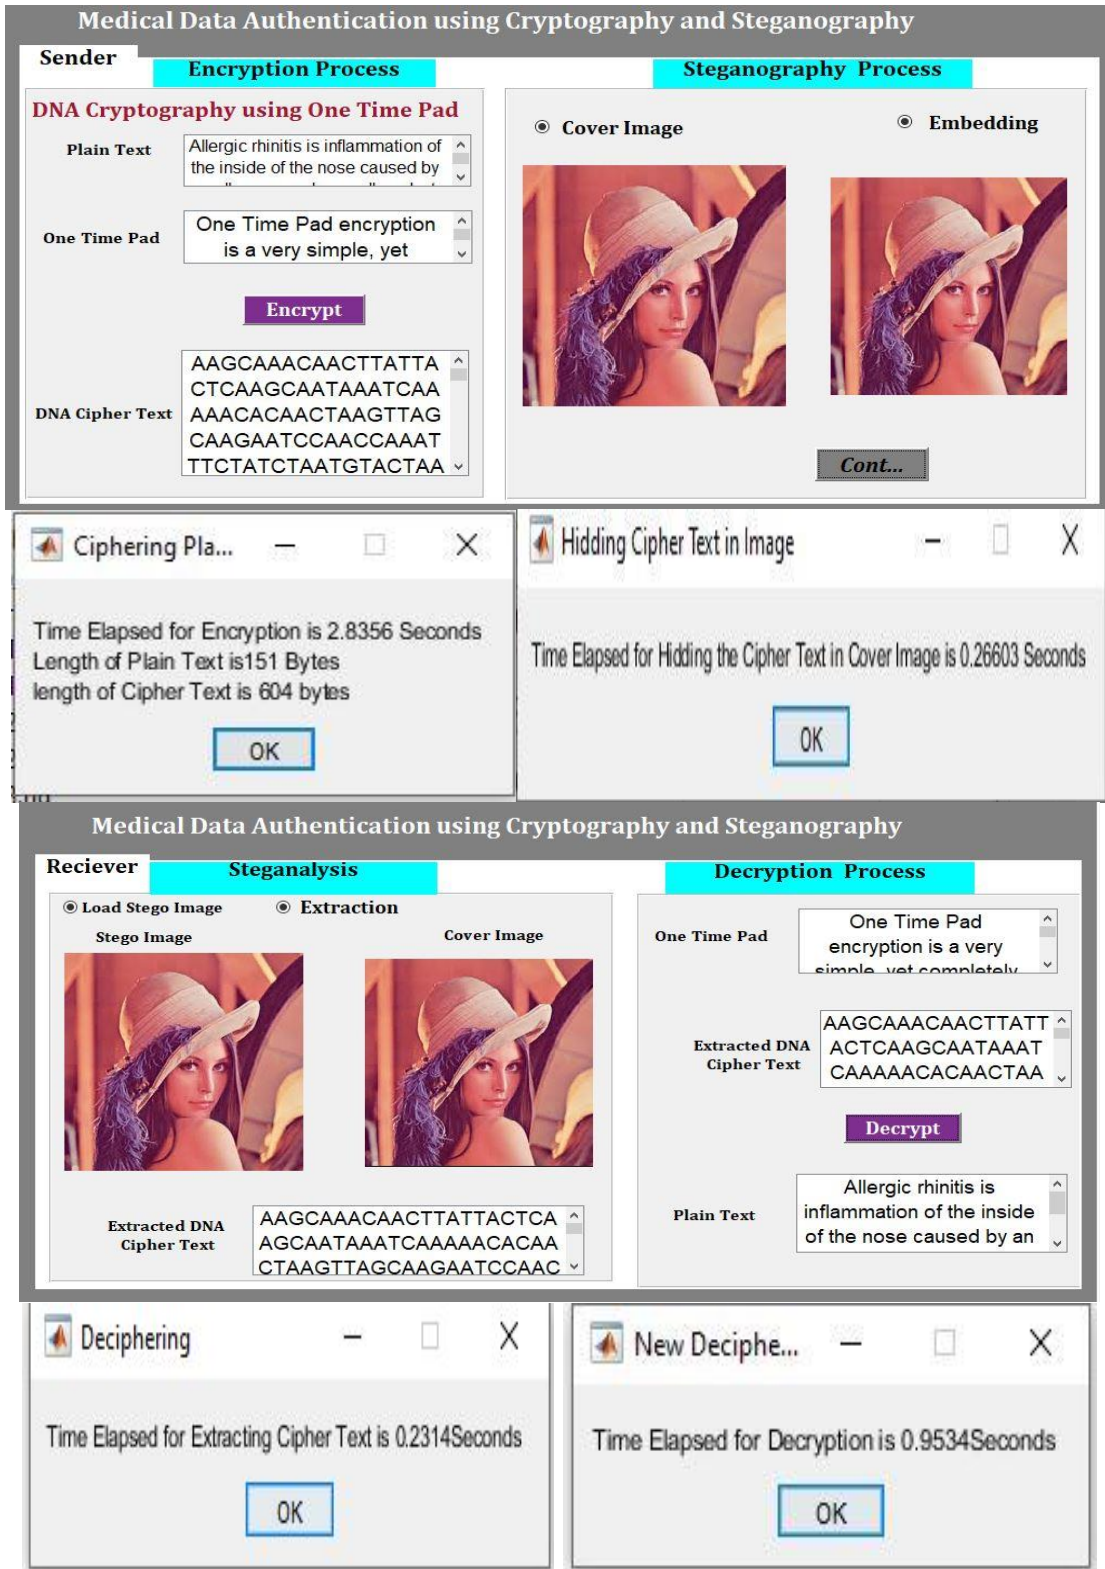 Medical Data Authentication using Cryptography and Steganography
Sender
Encryption Process
DNA Cryptography using One Time Pad
Plain Text
Allergic rhinitis is inflammation of
the inside of the nose caused by
One Time Pad
One Time Pad encryption
is a very simple, yet
Encrypt
DNA Cipher Text
AAGCAAACAACTTATTA
CTCAAGCAATAAATCAA
AAACACAACTAAGTTAG
CAAGAATCCAACCAAAT
TTCTATCTAATGTACTAA
Steganography Process
Cover Image
Embedding
Cont...
Ciphering Pla...
Time Elapsed for Encryption is 2.8356 Seconds
Length of Plain Text is151 Bytes
length of Cipher Text is 604 bytes
OK
Hidding Cipher Text in Image
Time Elapsed for Hidding the Cipher Text in Cover Image is 0.26603 Seconds
OK
Medical Data Authentication using Cryptography and Steganography
Reciever
Steganalysis
Load Stego Image
Extraction
Stego Image
Cover Image
Extracted DNA
Cipher Text
AAGCAAACAACTTATTACTCA
AGCAATAAATCAAAAACACAA
CTAAGTTAGCAAGAATCCAAC
Decryption Process
One Time Pad
One Time Pad
encryption is a very
simple, yet completely
Extracted DNA
Cipher Text
AAGCAAACAACTTATT
ACTCAAGCAATAAAT
CAAAAACACAACTAA
Decrypt
Plain Text
Allergic rhinitis is
inflammation of the inside
of the nose caused by an
Deciphering
Time Elapsed for Extracting Cipher Text is 0.2314Seconds
OK
New Deciphe...
Time Elapsed for Decryption is 0.9534Seconds
OK